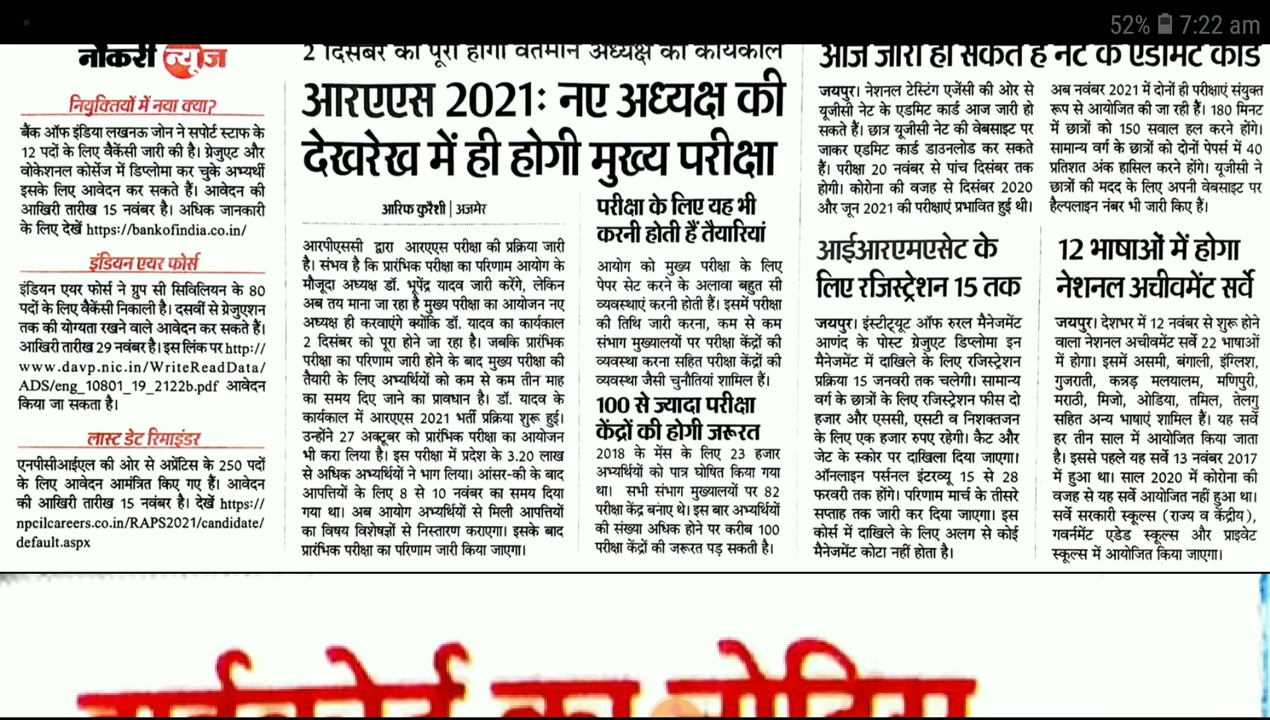 52% 7:22 am
नौकरी न्यूज
नियुक्तियों में नया क्या?
बैंक ऑफ इंडिया लखनऊ जोन ने सपोर्ट स्टाफ के
12 पदों के लिए वैकेंसी जारी की है। ग्रेजुएट और
वोकेशनल कोर्सेज में डिप्लोमा कर चुके अभ्यर्थी
इसके लिए आवेदन कर सकते हैं। आवेदन की
आखिरी तारीख 15 नवंबर है। अधिक जानकारी
के लिए देखें https://bankofindia.co.in/
इंडियन एयर फोर्स
इंडियन एयर फोर्स ने ग्रुप सी सिविलियन के 80
पदों के लिए वैकेंसी निकाली है। दसवीं से ग्रेजुएशन
तक की योग्यता रखने वाले आवेदन कर सकते हैं।
आखिरी तारीख 29 नवंबर है। इस लिंक पर http://
www.davp.nic.in/WriteReadData/
ADS/eng_10801_19_2122b.pdf आवेदन
किया जा सकता है।
लास्ट डेट रिमाइंडर
एनपीसीआईएल की ओर से अप्रेंटिस के 250 पदों
के लिए आवेदन आमंत्रित किए गए हैं। आवेदन
की आखिरी तारीख 15 नवंबर है। देखें https://
npcilcareers.co.in/RAPS2021/candidate/
default.aspx
2 दिसंबर को पूरा होगा वर्तमान अध्यक्ष का कार्यकाल
आरएएस 2021: नए अध्यक्ष की
देखरेख में ही होगी मुख्य परीक्षा
आरिफ कुरैशी | अजमेर
आरपीएससी द्वारा आरएएस परीक्षा की प्रक्रिया जारी
है। संभव है कि प्रारंभिक परीक्षा का परिणाम आयोग के
मौजूदा अध्यक्ष डॉ. भूपेंद्र यादव जारी करेंगे, लेकिन
अब तय माना जा रहा है मुख्य परीक्षा का आयोजन नए
अध्यक्ष ही करवाएंगे क्योंकि डॉ. यादव का कार्यकाल
2 दिसंबर को पूरा होने जा रहा है। जबकि प्रारंभिक
परीक्षा का परिणाम जारी होने के बाद मुख्य परीक्षा की
तैयारी के लिए अभ्यर्थियों को कम से कम तीन माह
का समय दिए जाने का प्रावधान है। डॉ. यादव के
कार्यकाल में आरएएस 2021 भर्ती प्रक्रिया शुरू हुई।
उन्होंने 27 अक्टूबर को प्रारंभिक परीक्षा का आयोजन
भी करा लिया है। इस परीक्षा में प्रदेश के 3.20 लाख
से अधिक अभ्यर्थियों ने भाग लिया। आंसर-की के बाद
आपत्तियों के लिए 8 से 10 नवंबर का समय दिया
गया था। अब आयोग अभ्यर्थियों से मिली आपत्तियों
का विषय विशेषज्ञों से निस्तारण कराएगा। इसके बाद
प्रारंभिक परीक्षा का परिणाम जारी किया जाएगा।
परीक्षा के लिए यह भी
करनी होती हैं तैयारियां
आयोग को मुख्य परीक्षा के लिए
पेपर सेट करने के अलावा बहुत सी
व्यवस्थाएं करनी होती हैं। इसमें परीक्षा
की तिथि जारी करना, कम से कम
संभाग मुख्यालयों पर परीक्षा केंद्रों की
व्यवस्था करना सहित परीक्षा केंद्रों की
व्यवस्था जैसी चुनौतियां शामिल हैं।
100 से ज्यादा परीक्षा
केंद्रों की होगी जरूरत
2018 के मेंस के लिए 23 हजार
अभ्यर्थियों को पात्र घोषित किया गया
था। सभी संभाग मुख्यालयों पर 82
परीक्षा केंद्र बनाए थे। इस बार अभ्यर्थियों
की संख्या अधिक होने पर करीब 100
परीक्षा केंद्रों की जरूरत पड़ सकती है।
आज जारी हो सकते हैं नेट के एडमिट कार्ड
जयपुर। नेशनल टेस्टिंग एजेंसी की ओर से
यूजीसी नेट के एडमिट कार्ड आज जारी हो
सकते हैं। छात्र यूजीसी नेट की वेबसाइट पर
जाकर एडमिट कार्ड डाउनलोड कर सकते
हैं। परीक्षा 20 नवंबर से पांच दिसंबर तक
होगी। कोरोना की वजह से दिसंबर 2020
और जून 2021 की परीक्षाएं प्रभावित हुई थी।
अब नवंबर 2021 में दोनों ही परीक्षाएं संयुक्त
रूप से आयोजित की जा रही हैं। 180 मिनट
में छात्रों को 150 सवाल हल करने होंगे।
सामान्य वर्ग के छात्रों को दोनों पेपर्स में 40
प्रतिशत अंक हासिल करने होंगे। यूजीसी ने
छात्रों की मदद के लिए अपनी वेबसाइट पर
हैल्पलाइन नंबर भी जारी किए हैं।
आईआरएमएसेट के
लिए रजिस्ट्रेशन 15 तक
जयपुर। इंस्टीट्यूट ऑफ रुरल मैनेजमेंट
आणंद के पोस्ट ग्रेजुएट डिप्लोमा इन
मैनेजमेंट में दाखिले के लिए रजिस्ट्रेशन
प्रक्रिया 15 जनवरी तक चलेगी। सामान्य
वर्ग के छात्रों के लिए रजिस्ट्रेशन फीस दो
हजार और एससी, एसटी व निशक्तजन
के लिए एक हजार रुपए रहेगी। कैट और
जेट के स्कोर पर दाखिला दिया जाएगा।
ऑनलाइन पर्सनल इंटरव्यू 15 से 28
फरवरी तक होंगे। परिणाम मार्च के तीसरे
सप्ताह तक जारी कर दिया जाएगा। इस
कोर्स में दाखिले के लिए अलग से कोई
मैनेजमेंट कोटा नहीं होता है।
12 भाषाओं में होगा
नेशनल अचीवमेंट सर्वे
जयपुर। देशभर में 12 नवंबर से शुरू होने
वाला नेशनल अचीवमेंट सर्वे 22 भाषाओं
में होगा। इसमें असमी, बंगाली, इंग्लिश,
गुजराती, कन्नड़ मलयालम, मणिपुरी,
मराठी, मिजो, ओडिया, तमिल, तेलगु
सहित अन्य भाषाएं शामिल हैं। यह सर्वे
हर तीन साल में आयोजित किया जाता
है। इससे पहले यह सर्वे 13 नवंबर 2017
में हुआ था। साल 2020 में कोरोना की
वजह से यह सर्वे आयोजित नहीं हुआ था।
सर्वे सरकारी स्कूल्स (राज्य व केंद्रीय),
गवर्नमेंट एडेड स्कूल्स और प्राइवेट
स्कूल्स में आयोजित किया जाएगा।